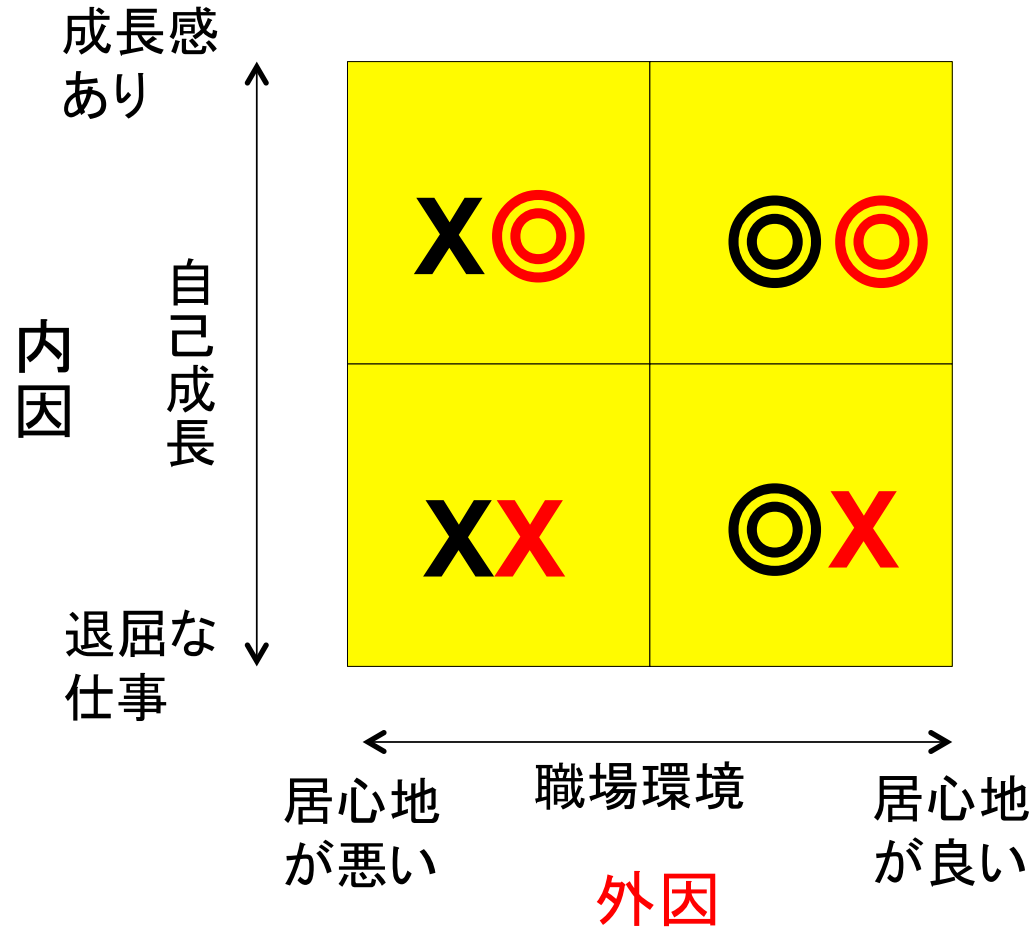 成長感
あり
自己成長
内因
X◎
◎◎
XX
◎X
退屈な
仕事
居心地
が悪い
職場環境
居心地
が良い
外因